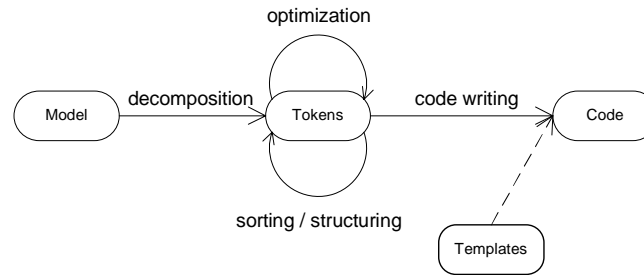 optimization
decomposition
code writing
Model
Tokens
Code
sorting / structuring
Templates